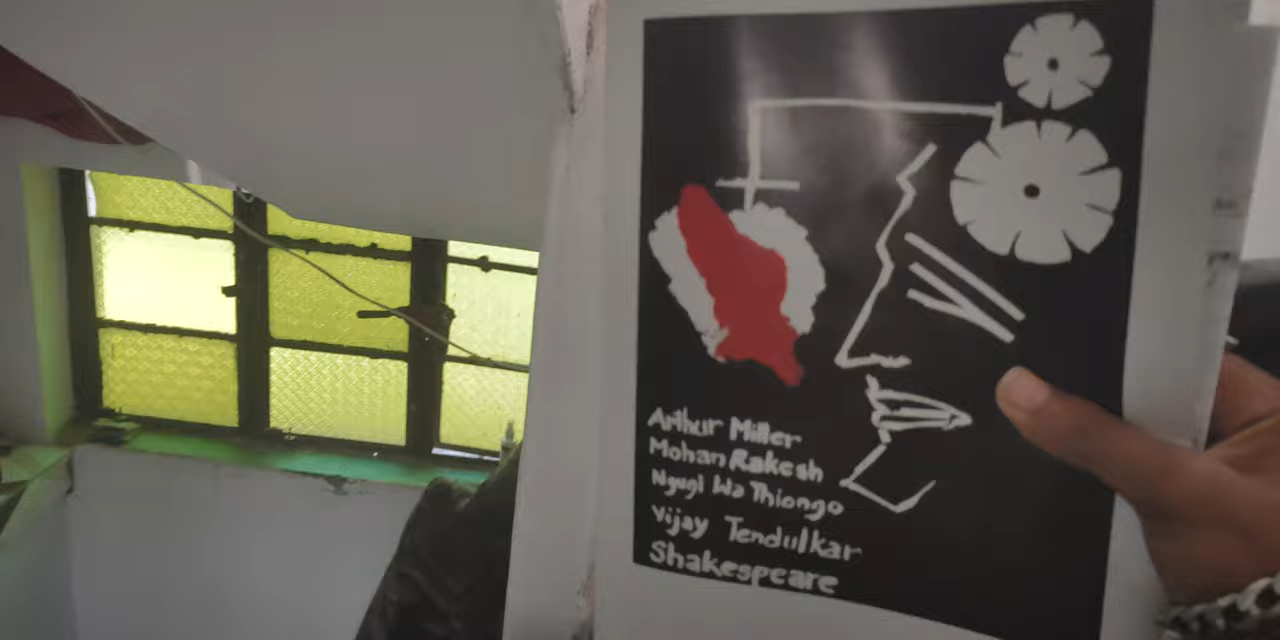 Arthur Miller
Mohan Rakesh
Ngugi Wa Thiongo
Vijay Tendulkar
Shakespeare